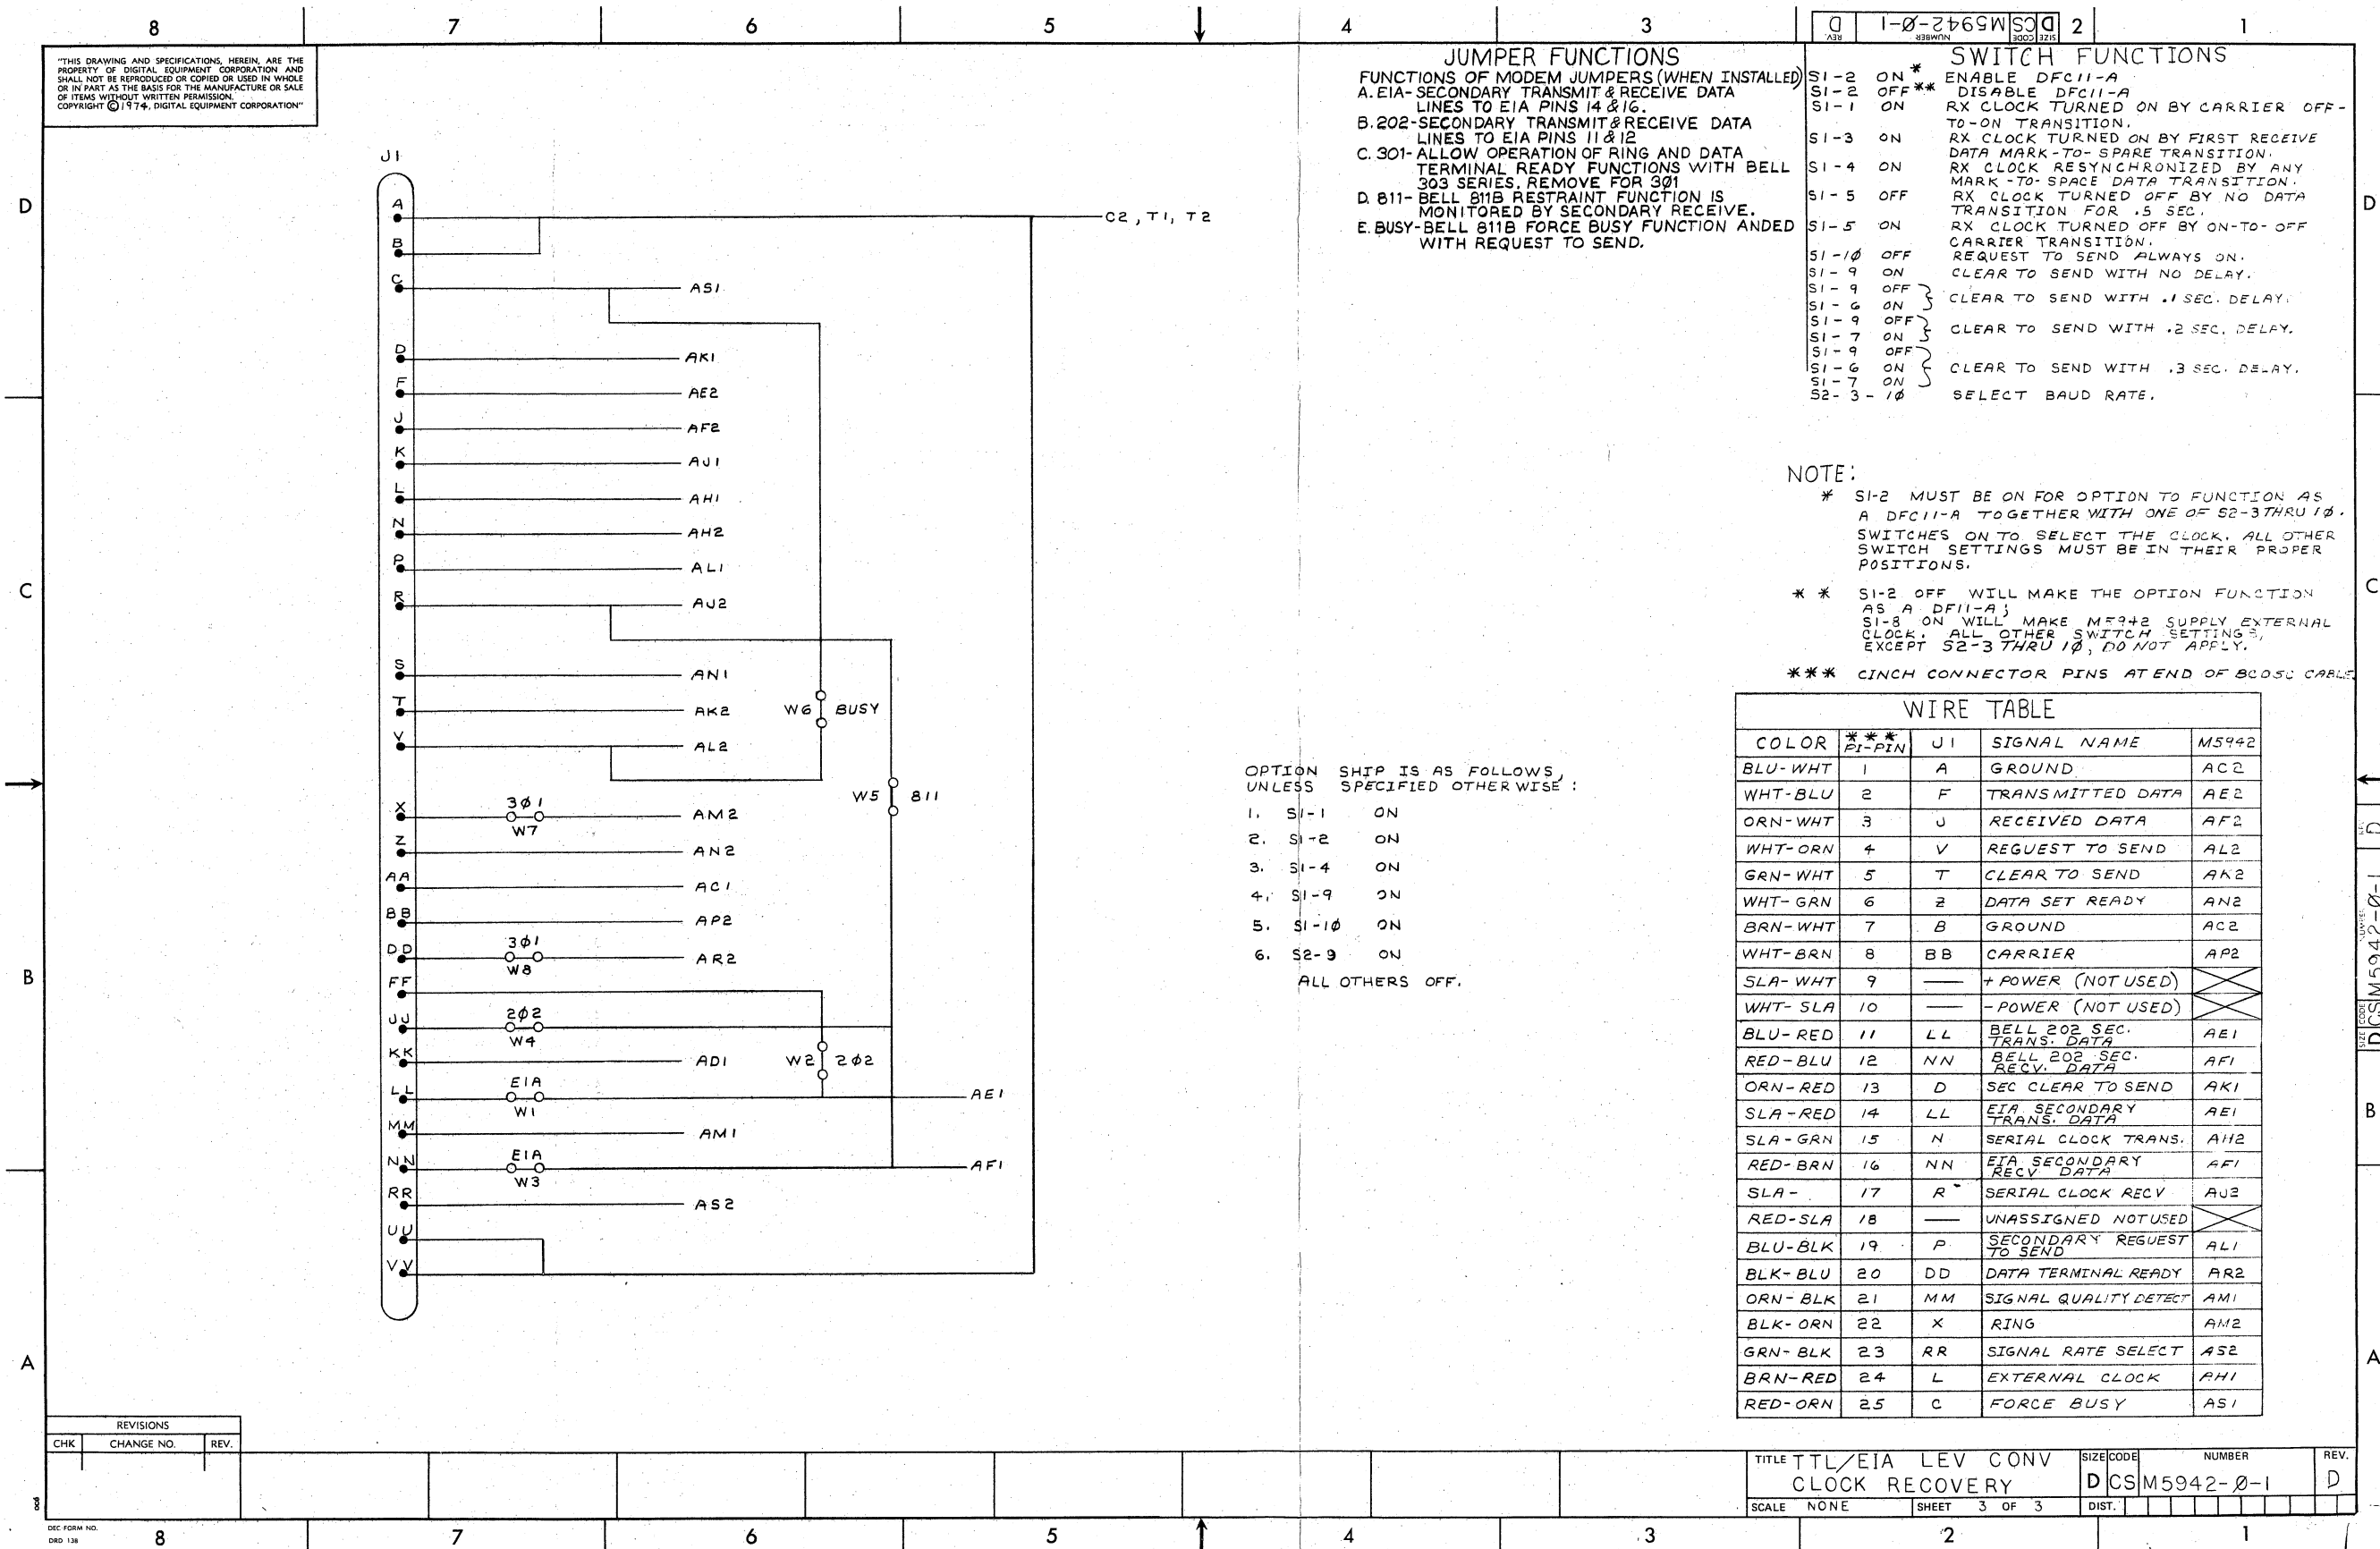 8 7 6 5 4 3 2 1
D CS M5942-Ø-1 D
SIZE CODE NUMBER REV.
"THIS DRAWING AND SPECIFICATIONS, HEREIN, ARE THE
PROPERTY OF DIGITAL EQUIPMENT CORPORATION AND
SHALL NOT BE REPRODUCED OR COPIED OR USED IN WHOLE
OR IN PART AS THE BASIS FOR THE MANUFACTURE OR SALE
OF ITEMS WITHOUT WRITTEN PERMISSION.
COPYRIGHT © 1974, DIGITAL EQUIPMENT CORPORATION"
JUMPER FUNCTIONS
FUNCTIONS OF MODEM JUMPERS (WHEN INSTALLED)
A. EIA- SECONDARY TRANSMIT & RECEIVE DATA
LINES TO EIA PINS 14 & 16.
B. 202-SECONDARY TRANSMIT & RECEIVE DATA
LINES TO EIA PINS 11 & 12
C. 301- ALLOW OPERATION OF RING AND DATA
TERMINAL READY FUNCTIONS WITH BELL
303 SERIES. REMOVE FOR 3Ø1
D. 811- BELL 811B RESTRAINT FUNCTION IS
MONITORED BY SECONDARY RECEIVE.
E. BUSY-BELL 811B FORCE BUSY FUNCTION ANDED
WITH REQUEST TO SEND.
SWITCH FUNCTIONS
S1-2 ON * ENABLE DFC11-A
S1-2 OFF ** DISABLE DFC11-A
S1-1 ON RX CLOCK TURNED ON BY CARRIER OFF-
TO-ON TRANSITION.
S1-3 ON RX CLOCK TURNED ON BY FIRST RECEIVE
DATA MARK-TO-SPARE TRANSITION.
S1-4 ON RX CLOCK RESYNCHRONIZED BY ANY
MARK-TO-SPACE DATA TRANSITION.
S1-5 OFF RX CLOCK TURNED OFF BY NO DATA
TRANSITION FOR .5 SEC.
S1-5 ON RX CLOCK TURNED OFF BY ON-TO-OFF
CARRIER TRANSITION.
S1-1Ø OFF REQUEST TO SEND ALWAYS ON.
S1-9 ON CLEAR TO SEND WITH NO DELAY.
S1-9 OFF
S1-6 ON } CLEAR TO SEND WITH .1 SEC. DELAY.
S1-9 OFF
S1-7 ON } CLEAR TO SEND WITH .2 SEC. DELAY.
S1-9 OFF
S1-6 ON } CLEAR TO SEND WITH .3 SEC. DELAY.
S1-7 ON
S2-3-1Ø SELECT BAUD RATE.
NOTE:
* S1-2 MUST BE ON FOR OPTION TO FUNCTION AS
A DFC11-A TOGETHER WITH ONE OF S2-3 THRU 1Ø.
SWITCHES ON TO SELECT THE CLOCK. ALL OTHER
SWITCH SETTINGS MUST BE IN THEIR PROPER
POSITIONS.
** S1-2 OFF WILL MAKE THE OPTION FUNCTION
AS A DF11-A;
S1-8 ON WILL MAKE M5942 SUPPLY EXTERNAL
CLOCK. ALL OTHER SWITCH SETTINGS,
EXCEPT S2-3 THRU 1Ø, DO NOT APPLY.
*** CINCH CONNECTOR PINS AT END OF BC05C CABLE
J1
A C2, T1, T2
B
C AS1
D AK1
F AE2
J AF2
K AJ1
L AH1
N AH2
P AL1
R AJ2
S AN1
T AK2
W6 BUSY
V AL2
W5 811
X 3Ø1 W7 AM2
Z AN2
AA AC1
BB AP2
DD 3Ø1 W8 AR2
FF
JJ 2Ø2 W4
KK AD1
W2 2Ø2
LL EIA W1 AE1
MM AM1
NN EIA W3 AF1
RR AS2
UU
VV
OPTION SHIP IS AS FOLLOWS,
UNLESS SPECIFIED OTHERWISE:
1. S1-1 ON
2. S1-2 ON
3. S1-4 ON
4. S1-9 ON
5. S1-1Ø ON
6. S2-9 ON
ALL OTHERS OFF.
WIRE TABLE
COLOR *** P1-PIN J1 SIGNAL NAME M5942
BLU-WHT 1 A GROUND AC2
WHT-BLU 2 F TRANSMITTED DATA AE2
ORN-WHT 3 J RECEIVED DATA AF2
WHT-ORN 4 V REGUEST TO SEND AL2
GRN-WHT 5 T CLEAR TO SEND AK2
WHT-GRN 6 Z DATA SET READY AN2
BRN-WHT 7 B GROUND AC2
WHT-BRN 8 BB CARRIER AP2
SLA-WHT 9 — + POWER (NOT USED)
WHT-SLA 10 — - POWER (NOT USED)
BLU-RED 11 LL BELL 202 SEC. TRANS. DATA AE1
RED-BLU 12 NN BELL 202 SEC. RECV. DATA AF1
ORN-RED 13 D SEC CLEAR TO SEND AK1
SLA-RED 14 LL EIA SECONDARY TRANS. DATA AE1
SLA-GRN 15 N SERIAL CLOCK TRANS. AH2
RED-BRN 16 NN EIA SECONDARY RECV DATA AF1
SLA- 17 R SERIAL CLOCK RECV AJ2
RED-SLA 18 — UNASSIGNED NOT USED
BLU-BLK 19 P SECONDARY REGUEST TO SEND AL1
BLK-BLU 20 DD DATA TERMINAL READY AR2
ORN-BLK 21 MM SIGNAL QUALITY DETECT AM1
BLK-ORN 22 X RING AM2
GRN-BLK 23 RR SIGNAL RATE SELECT AS2
BRN-RED 24 L EXTERNAL CLOCK AH1
RED-ORN 25 C FORCE BUSY AS1
D
C
B
A
D
C
B
A
SIZE CODE
D CS M5942-Ø-1 D
REVISIONS
CHK CHANGE NO. REV.
TITLE TTL/EIA LEV CONV
CLOCK RECOVERY
SIZE CODE NUMBER REV.
D CS M5942-Ø-1 D
SCALE NONE SHEET 3 OF 3 DIST.
DEC FORM NO.
DRD 138
8 7 6 5 4 3 2 1